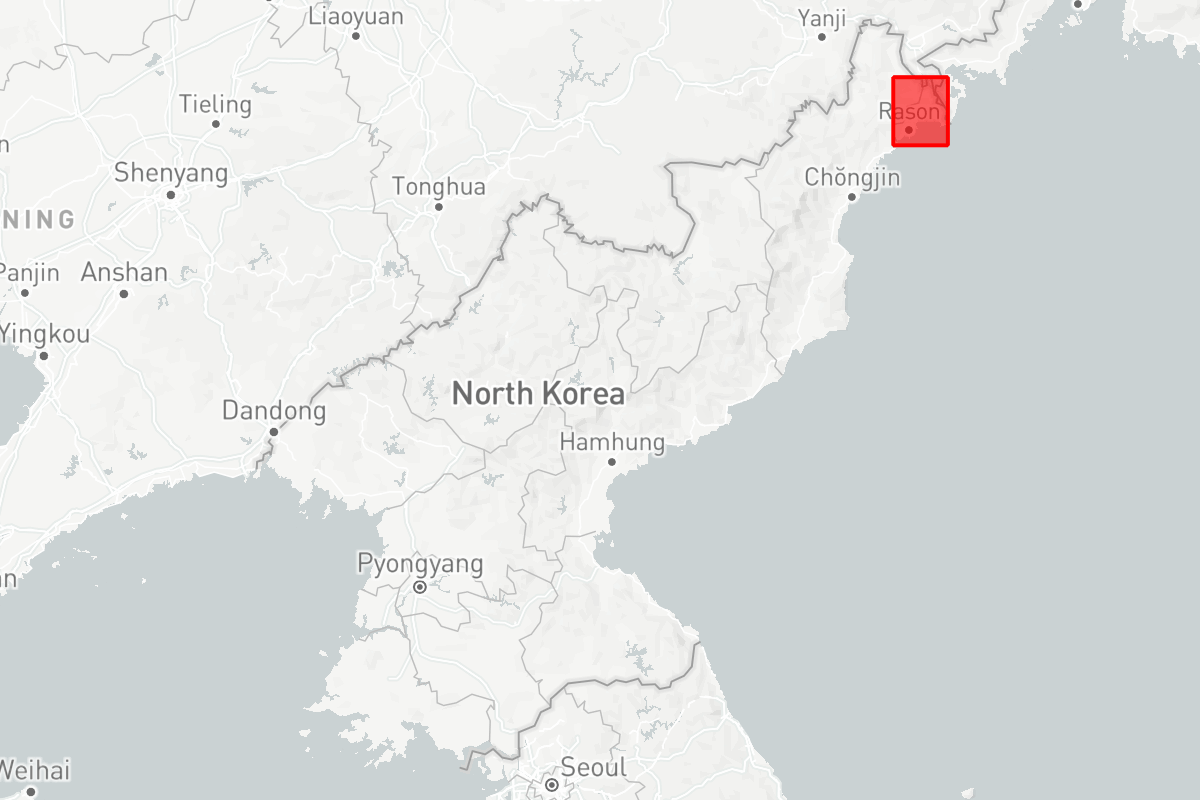 Liaoyuan
Yanji
Tieling
Rason
Shenyang
Chŏngjin
Tonghua
NING
Panjin
Anshan
Yingkou
North Korea
Dandong
Hamhung
Pyongyang
Seoul
Weihai